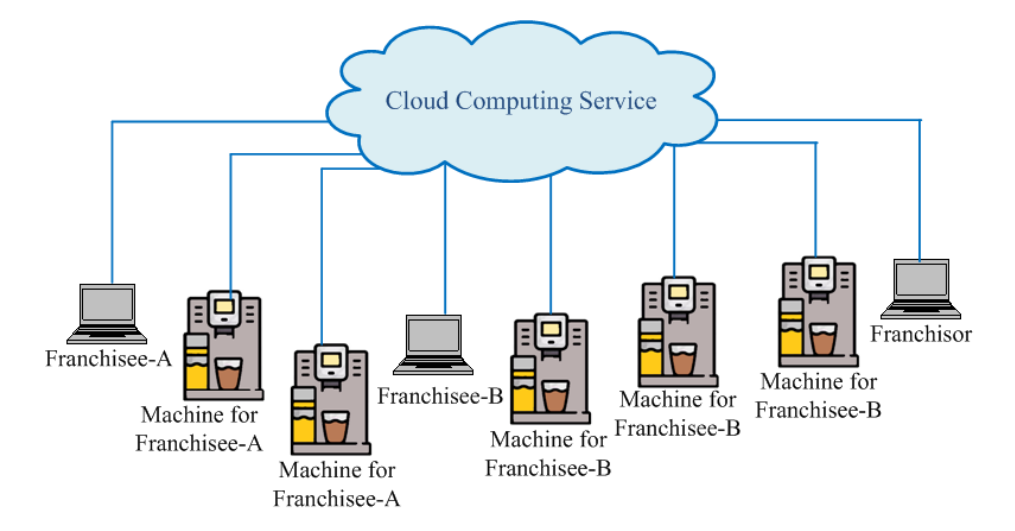 Cloud Computing Service
Franchisee-A
Machine for
Franchisee-A
Machine for
Franchisee-A
Franchisee-B
Machine for
Franchisee-B
Machine for
Franchisee-B
Machine for
Franchisee-B
Franchisor